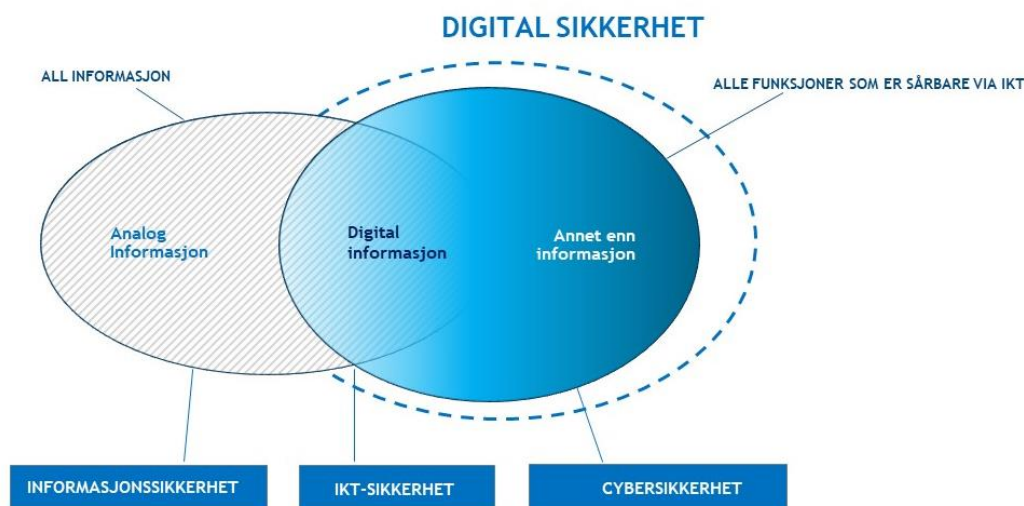 DIGITAL SIKKERHET
ALL INFORMASJON
ALLE FUNKSJONER SOM ER SÅRBARE VIA IKT
Analog
Informasjon
Digital
informasjon
Annet enn
informasjon
INFORMASJONSSIKKERHET
IKT-SIKKERHET
CYBERSIKKERHET